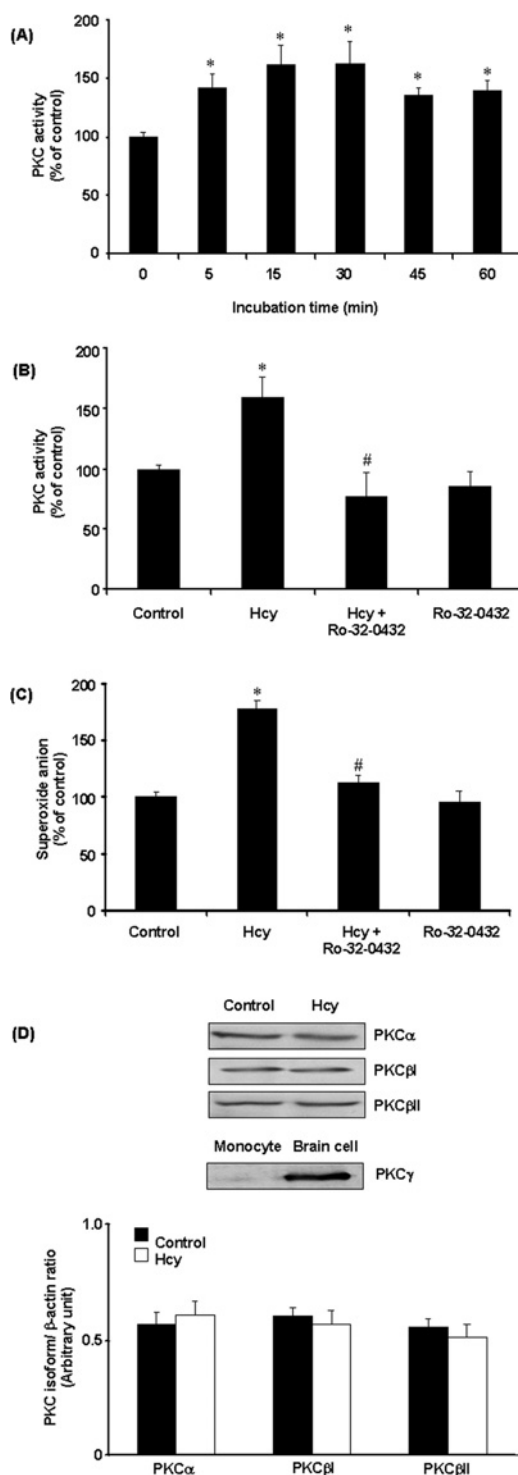 (A)
PKC activity
(% of control)
200
150
100
50
0
*
*
*
*
*
0 5 15 30 45 60
Incubation time (min)
(B)
PKC activity
(% of control)
200
150
100
50
0
*
#
Control Hcy Hcy + Ro-32-0432
Ro-32-0432
(C)
Superoxide anion
(% of control)
200
150
100
50
0
*
#
Control Hcy Hcy + Ro-32-0432
Ro-32-0432
(D)
Control Hcy
PKCα
PKCβI
PKCβII
Monocyte Brain cell
PKCγ
PKC isoform/ β-actin ratio
(Arbitrary unit)
1.0
0.5
0
Control
Hcy
PKCα PKCβI PKCβII